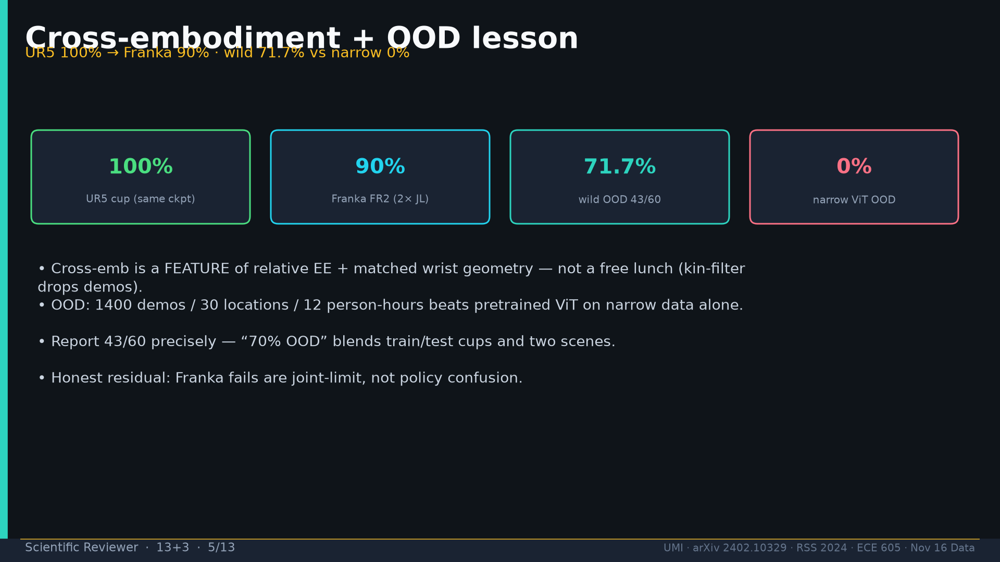 Cross-embodiment + OOD lesson
UR5 100% → Franka 90% · wild 71.7% vs narrow 0%
100%
UR5 cup (same ckpt)
90%
Franka FR2 (2× JL)
71.7%
wild OOD 43/60
0%
narrow ViT OOD
• Cross-emb is a FEATURE of relative EE + matched wrist geometry — not a free lunch (kin-filter
drops demos).
• OOD: 1400 demos / 30 locations / 12 person-hours beats pretrained ViT on narrow data alone.
• Report 43/60 precisely — “70% OOD” blends train/test cups and two scenes.
• Honest residual: Franka fails are joint-limit, not policy confusion.
Scientific Reviewer · 13+3 · 5/13
UMI · arXiv 2402.10329 · RSS 2024 · ECE 605 · Nov 16 Data